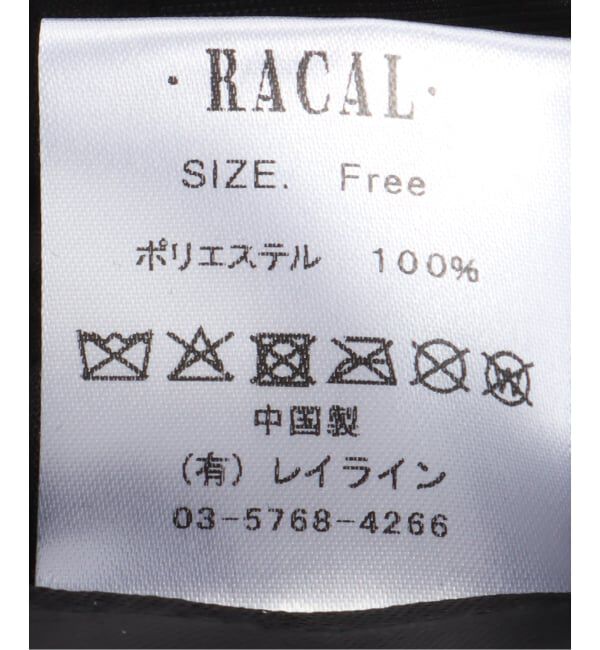 ・RACAL・
SIZE. Free
ポリエステル 100%
W
中国製
(有) レイライン
03-5768-4266